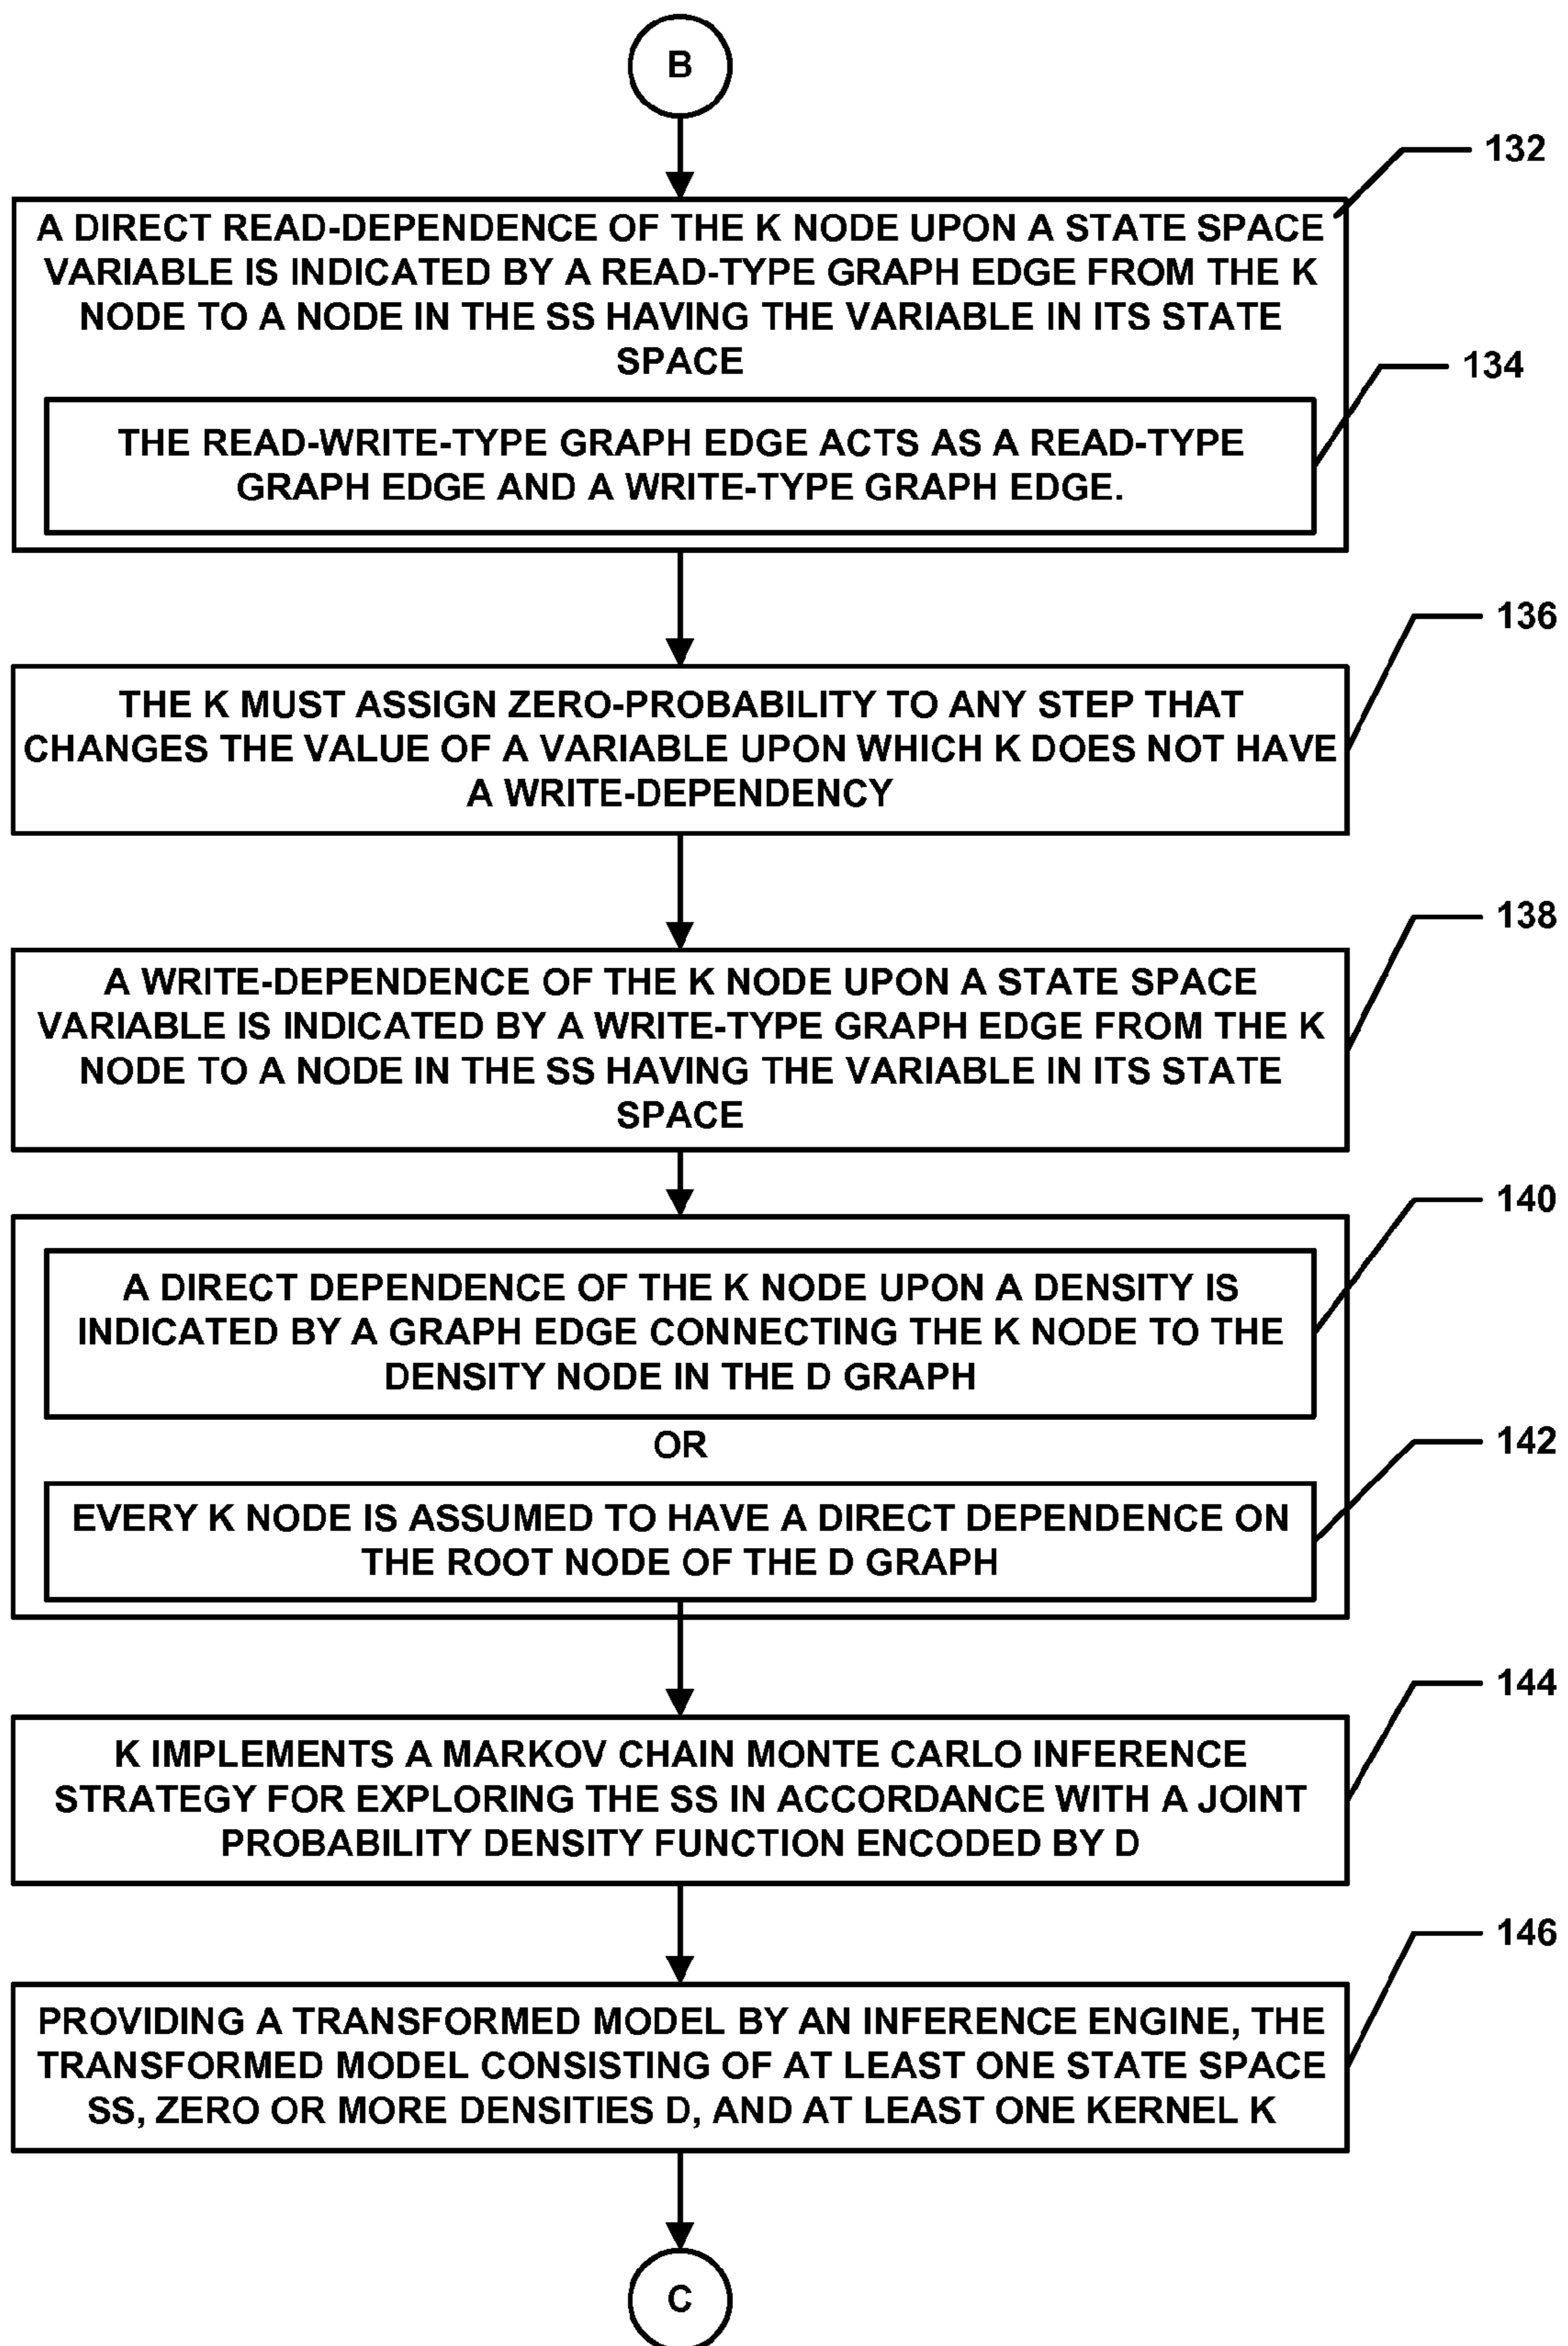 B
132
A DIRECT READ-DEPENDENCE OF THE K NODE UPON A STATE SPACE
VARIABLE IS INDICATED BY A READ-TYPE GRAPH EDGE FROM THE K
NODE TO A NODE IN THE SS HAVING THE VARIABLE IN ITS STATE
SPACE
134
THE READ-WRITE-TYPE GRAPH EDGE ACTS AS A READ-TYPE
GRAPH EDGE AND A WRITE-TYPE GRAPH EDGE.
136
THE K MUST ASSIGN ZERO-PROBABILITY TO ANY STEP THAT
CHANGES THE VALUE OF A VARIABLE UPON WHICH K DOES NOT HAVE
A WRITE-DEPENDENCY
138
A WRITE-DEPENDENCE OF THE K NODE UPON A STATE SPACE
VARIABLE IS INDICATED BY A WRITE-TYPE GRAPH EDGE FROM THE K
NODE TO A NODE IN THE SS HAVING THE VARIABLE IN ITS STATE
SPACE
140
A DIRECT DEPENDENCE OF THE K NODE UPON A DENSITY IS
INDICATED BY A GRAPH EDGE CONNECTING THE K NODE TO THE
DENSITY NODE IN THE D GRAPH
OR
142
EVERY K NODE IS ASSUMED TO HAVE A DIRECT DEPENDENCE ON
THE ROOT NODE OF THE D GRAPH
144
K IMPLEMENTS A MARKOV CHAIN MONTE CARLO INFERENCE
STRATEGY FOR EXPLORING THE SS IN ACCORDANCE WITH A JOINT
PROBABILITY DENSITY FUNCTION ENCODED BY D
146
PROVIDING A TRANSFORMED MODEL BY AN INFERENCE ENGINE, THE
TRANSFORMED MODEL CONSISTING OF AT LEAST ONE STATE SPACE
SS, ZERO OR MORE DENSITIES D, AND AT LEAST ONE KERNEL K
C